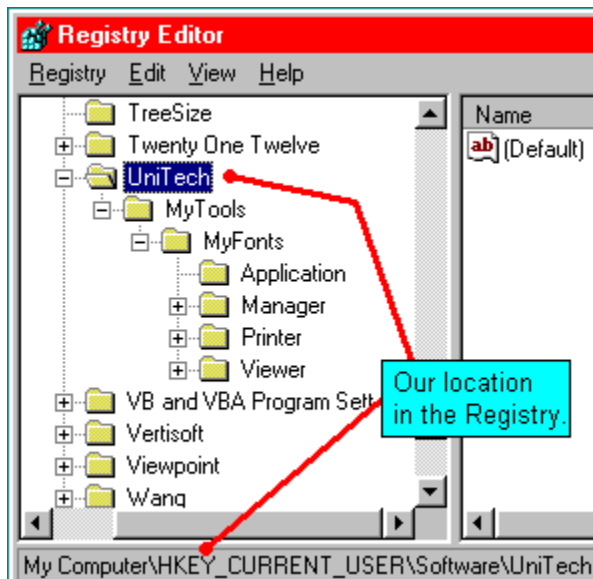 Registry Editor
Registry Edit View Help
TreeSize
Twenty One Twelve
UniTech
MyTools
MyFonts
Application
Manager
Printer
Viewer
VB and VBA Program Sett
Vertisoft
Viewpoint
Wang
Name
ab (Default)
Our location
in the Registry.
My Computer\HKEY_CURRENT_USER\Software\UniTech